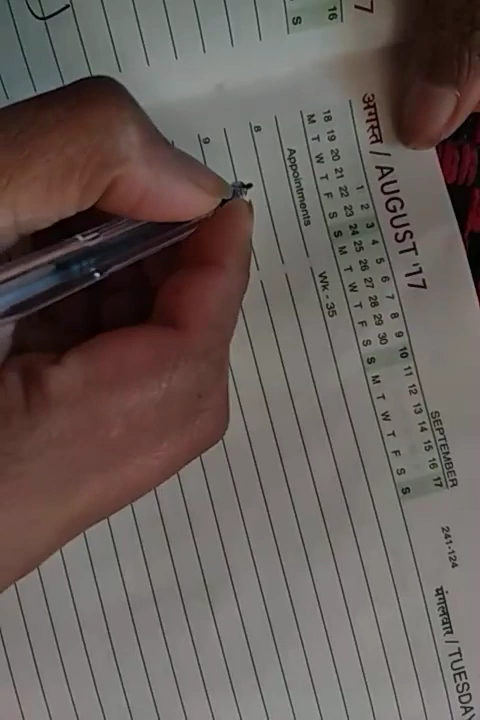 7
16
S
अगस्त / AUGUST '17
SEPTEMBER
241-124
मंगलवार / TUESDAY
1 2 3 4 5 6 7 8 9 10 11 12 13 14 15 16 17
18 19 20 21 22 23 24 25 26 27 28 29 30
M T W T F S S M T W T F S S M T W T F S S
Appointments Wk - 35
8
9